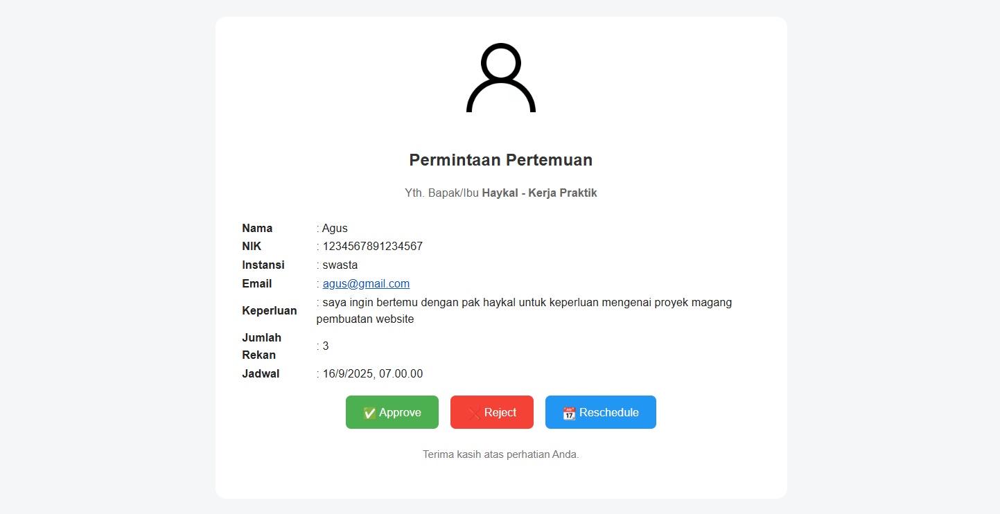 Permintaan Pertemuan
Yth. Bapak/Ibu Haykal - Kerja Praktik
Nama : Agus
NIK : 1234567891234567
Instansi : swasta
Email : agus@gmail.com
Keperluan : saya ingin bertemu dengan pak haykal untuk keperluan mengenai proyek magang
pembuatan website
Jumlah
Rekan : 3
Jadwal : 16/9/2025, 07.00.00
✅ Approve ❌ Reject 📆 Reschedule
Terima kasih atas perhatian Anda.